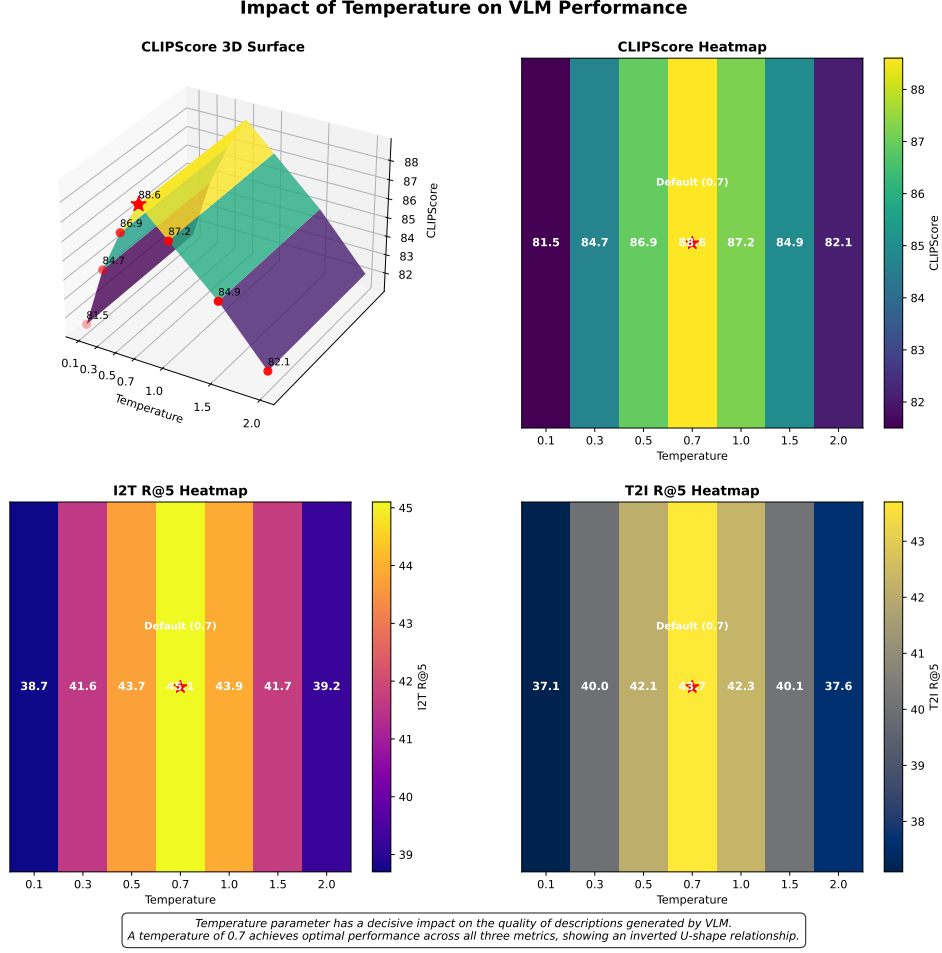 Impact of Temperature on VLM Performance
CLIPScore 3D Surface
88.6
86.9
87.2
84.7
84.9
81.5
82.1
88
87
86
85
84
83
82
CLIPScore
0.1
0.3
0.5
0.7
1.0
1.5
2.0
Temperature
CLIPScore Heatmap
Default (0.7)
81.5 84.7 86.9 88.6 87.2 84.9 82.1
0.1 0.3 0.5 0.7 1.0 1.5 2.0
Temperature
88
87
86
85
84
83
82
CLIPScore
I2T R@5 Heatmap
Default (0.7)
38.7 41.6 43.7 45.1 43.9 41.7 39.2
0.1 0.3 0.5 0.7 1.0 1.5 2.0
Temperature
45
44
43
42
41
40
39
I2T R@5
T2I R@5 Heatmap
Default (0.7)
37.1 40.0 42.1 43.7 42.3 40.1 37.6
0.1 0.3 0.5 0.7 1.0 1.5 2.0
Temperature
43
42
41
40
39
38
T2I R@5
Temperature parameter has a decisive impact on the quality of descriptions generated by VLM.
A temperature of 0.7 achieves optimal performance across all three metrics, showing an inverted U-shape relationship.